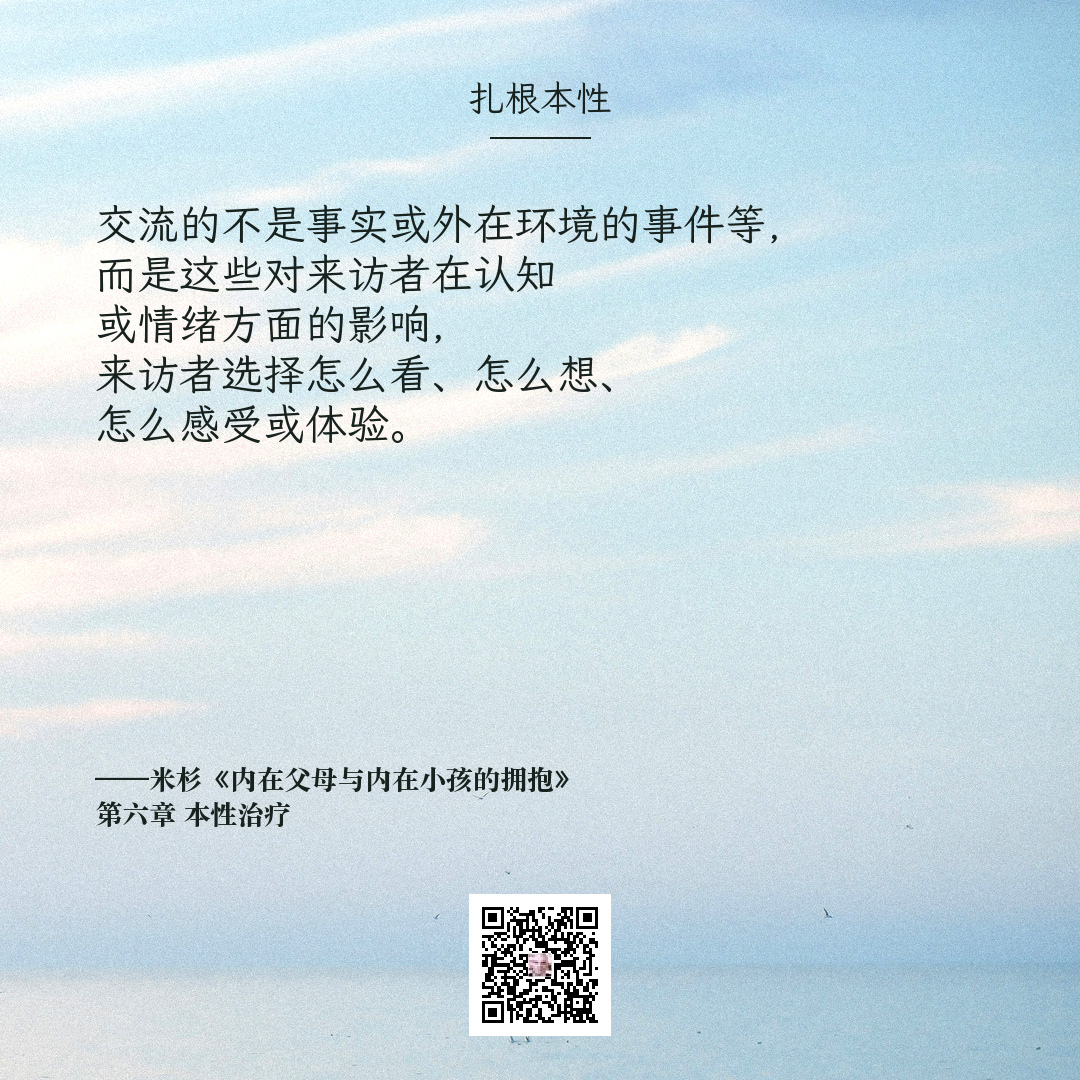 扎根本性
交流的不是事实或外在环境的事件等,
而是这些对来访者在认知
或情绪方面的影响,
来访者选择怎么看、怎么想、
怎么感受或体验。
——米杉《内在父母与内在小孩的拥抱》
第六章 本性治疗